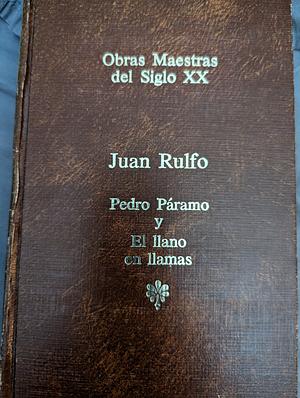 Obras Maestras
del Siglo XX
Juan Rulfo
Pedro Páramo
y
El llano
en llamas